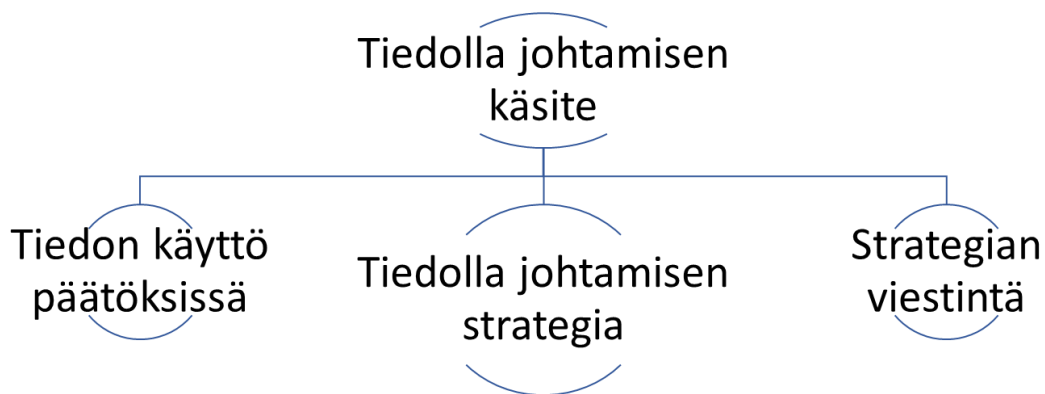 Tiedolla johtamisen
käsite
Tiedon käyttö
päätöksissä
Tiedolla johtamisen
strategia
Strategian
viestintä